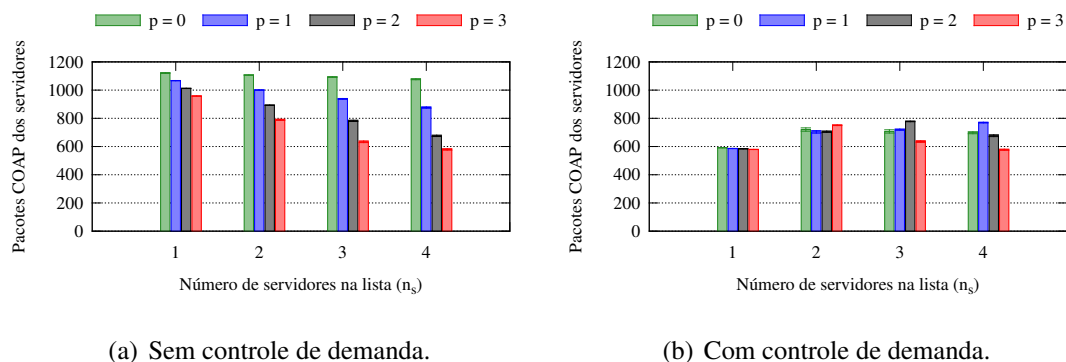 p = 0 p = 1 p = 2 p = 3
Pacotes COAP dos servidores
1200
1000
800
600
400
200
0
1 2 3 4
Número de servidores na lista (nₛ)
(a) Sem controle de demanda.
p = 0 p = 1 p = 2 p = 3
Pacotes COAP dos servidores
1200
1000
800
600
400
200
0
1 2 3 4
Número de servidores na lista (nₛ)
(b) Com controle de demanda.